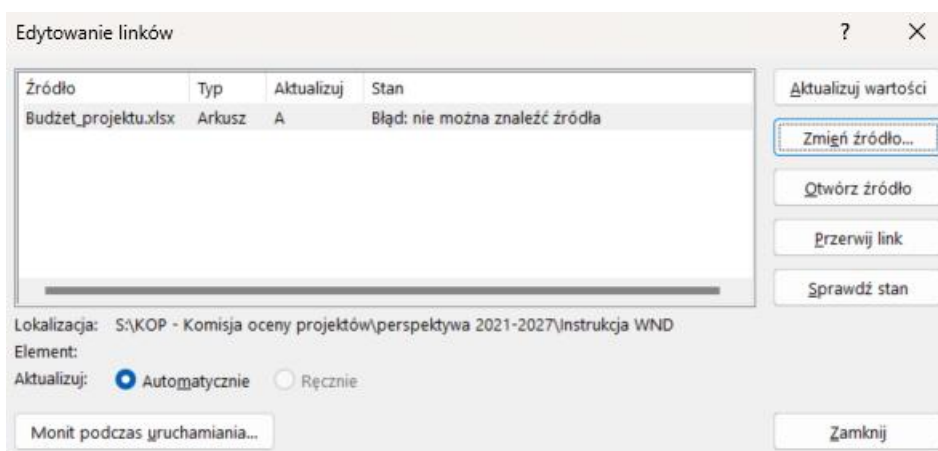 Edytowanie linków ? ×
Źródło Typ Aktualizuj Stan
Budżet_projektu.xlsx Arkusz A Błąd: nie można znaleźć źródła
Aktualizuj wartości
Zmień źródło...
Otwórz źródło
Przerwij link
Sprawdź stan
Lokalizacja: S:\KOP - Komisja oceny projektów\perspektywa 2021-2027\Instrukcja WND
Element:
Aktualizuj: Automatycznie Ręcznie
Monit podczas uruchamiania... Zamknij